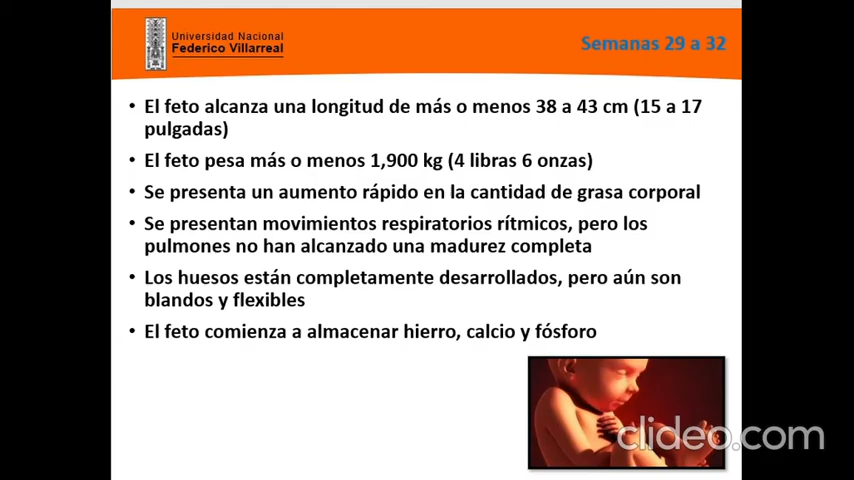 Universidad Nacional
Federico Villarreal
Semanas 29 a 32
• El feto alcanza una longitud de más o menos 38 a 43 cm (15 a 17
pulgadas)
• El feto pesa más o menos 1,900 kg (4 libras 6 onzas)
• Se presenta un aumento rápido en la cantidad de grasa corporal
• Se presentan movimientos respiratorios rítmicos, pero los
pulmones no han alcanzado una madurez completa
• Los huesos están completamente desarrollados, pero aún son
blandos y flexibles
• El feto comienza a almacenar hierro, calcio y fósforo
clideo.com